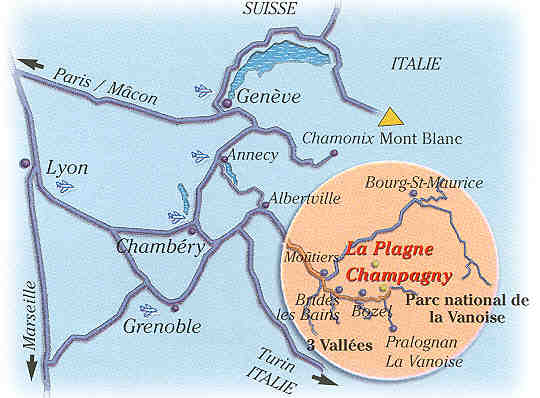 SUISSE
ITALIE
Paris / Mâcon
Genève
Chamonix Mont Blanc
Annecy
Lyon
Bourg-St-Maurice
Albertville
Chambéry
Moûtiers
La Plagne
Champagny
Brides
les Bains
Bozel
Parc national de
la Vanoise
Marseille
Grenoble
3 Vallées
Pralognan
La Vanoise
Turin
ITALIE